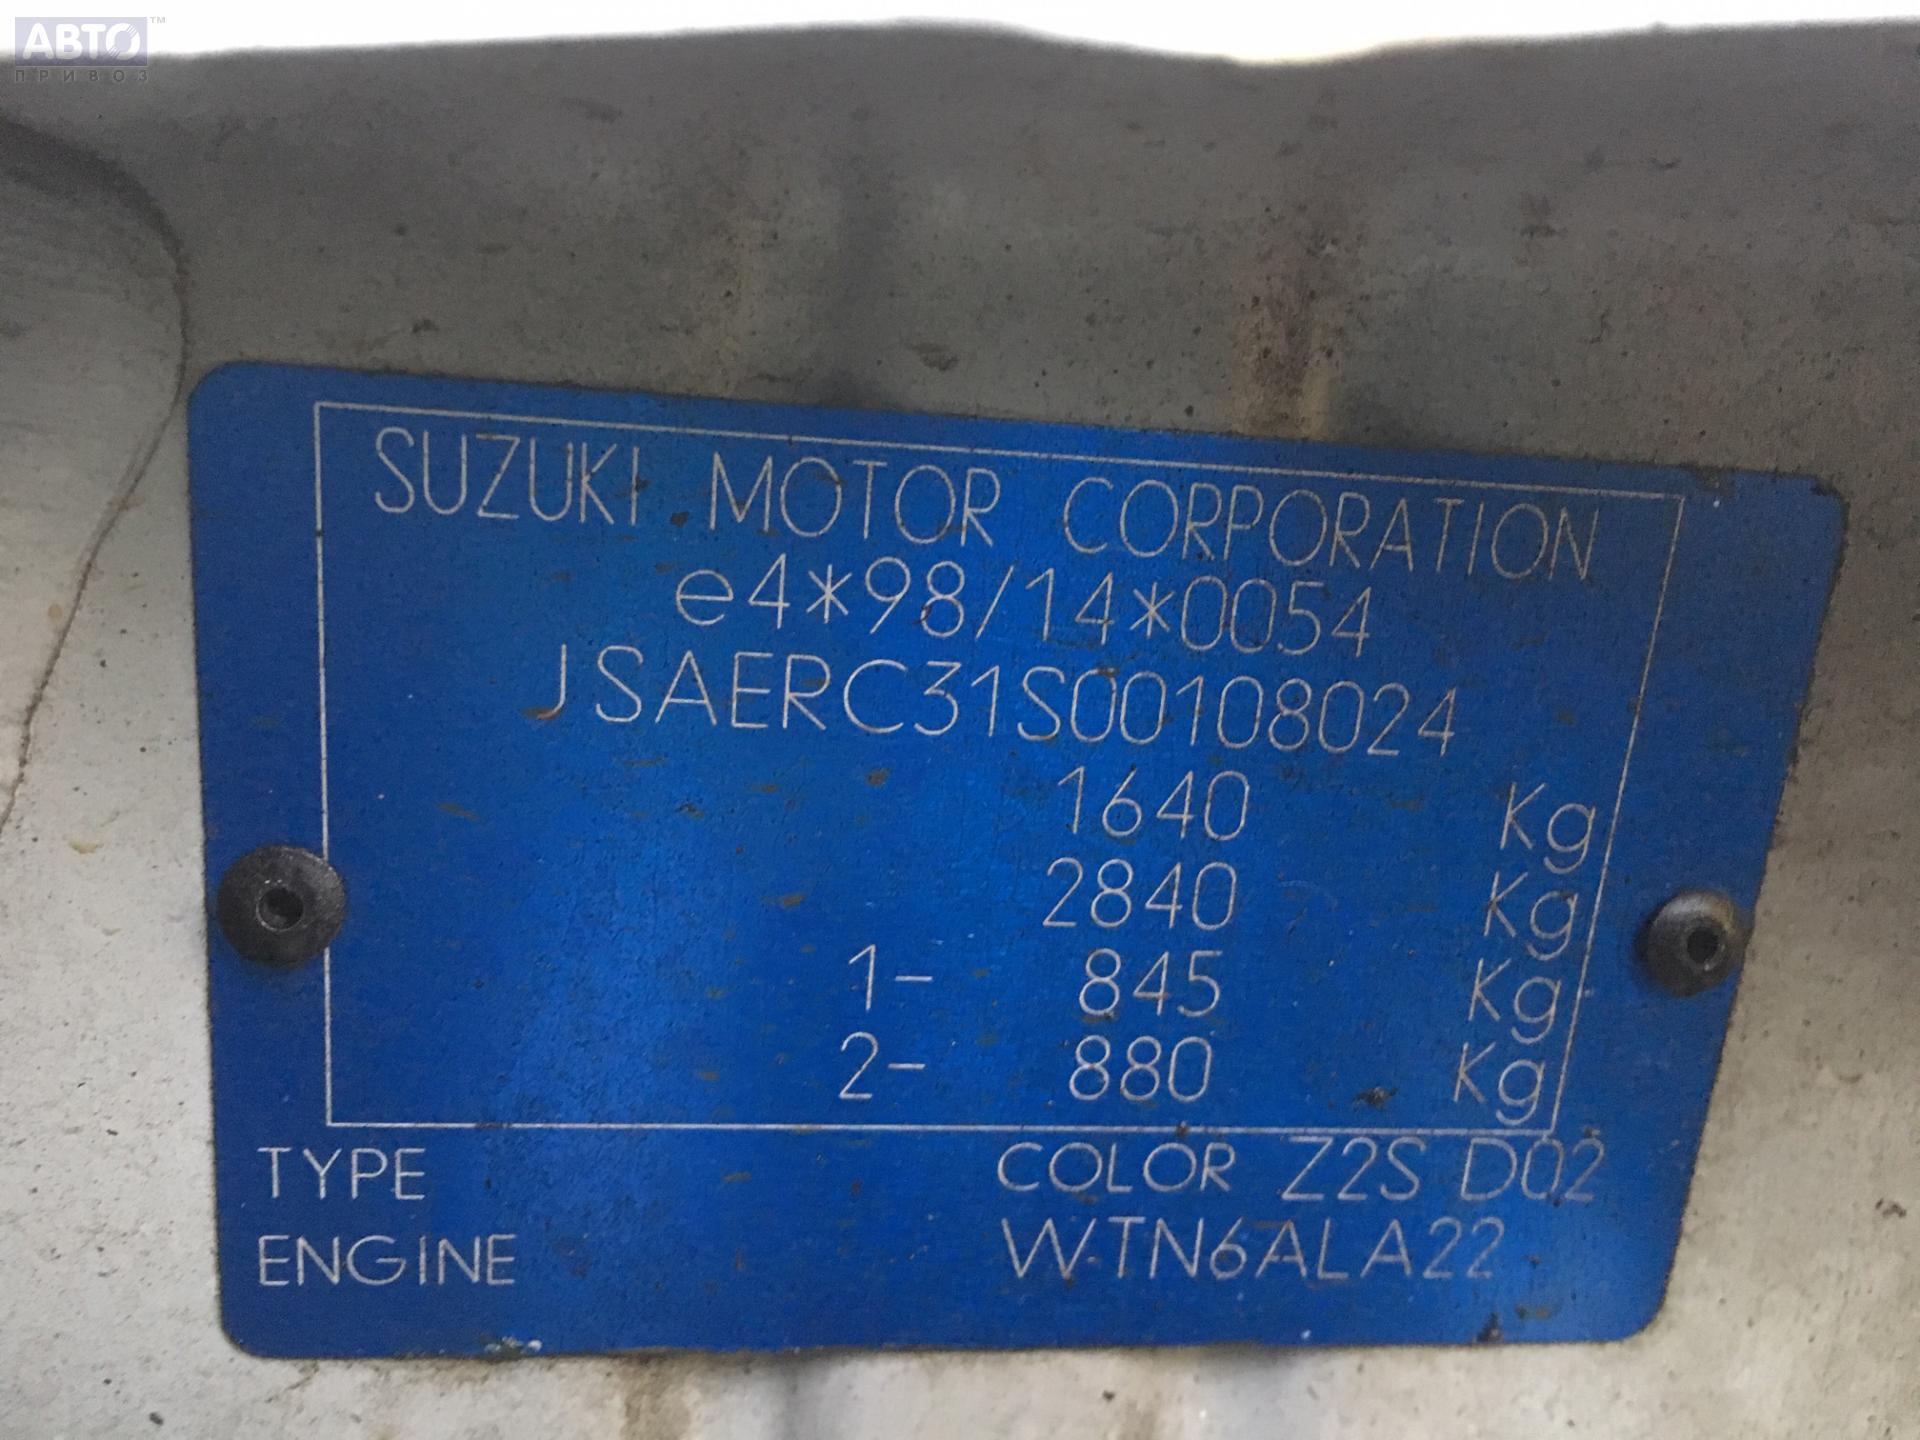 АВТО™
ПРИВОЗ
SUZUKI MOTOR CORPORATION
e4*98/14*0054
JSAERC31S00108024
1640 Kg
2840 Kg
1- 845 Kg
2- 880 Kg
TYPE COLOR Z2S D02
ENGINE WTN6ALA22